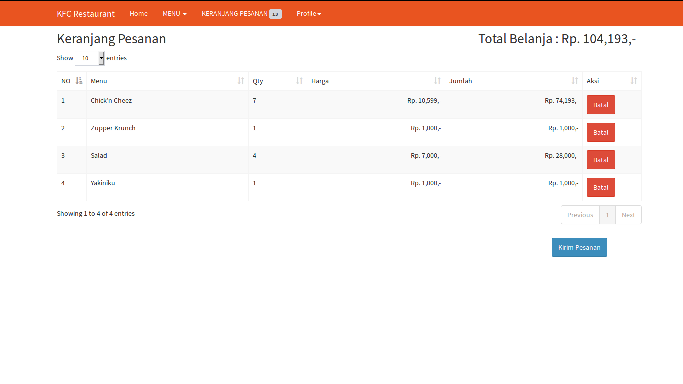 KFC Restaurant Home MENU KERANJANG PESANAN 13 Profile
Keranjang Pesanan Total Belanja : Rp. 104,193,-
Show 10 entries
NO Menu Qty Harga Jumlah Aksi
1 Chick'n Cheez 7 Rp. 10,599,- Rp. 74,193,- Batal
2 Zupper Krunch 1 Rp. 1,000,- Rp. 1,000,- Batal
3 Salad 4 Rp. 7,000,- Rp. 28,000,- Batal
4 Yakiniku 1 Rp. 1,000,- Rp. 1,000,- Batal
Showing 1 to 4 of 4 entries Previous 1 Next
Kirim Pesanan